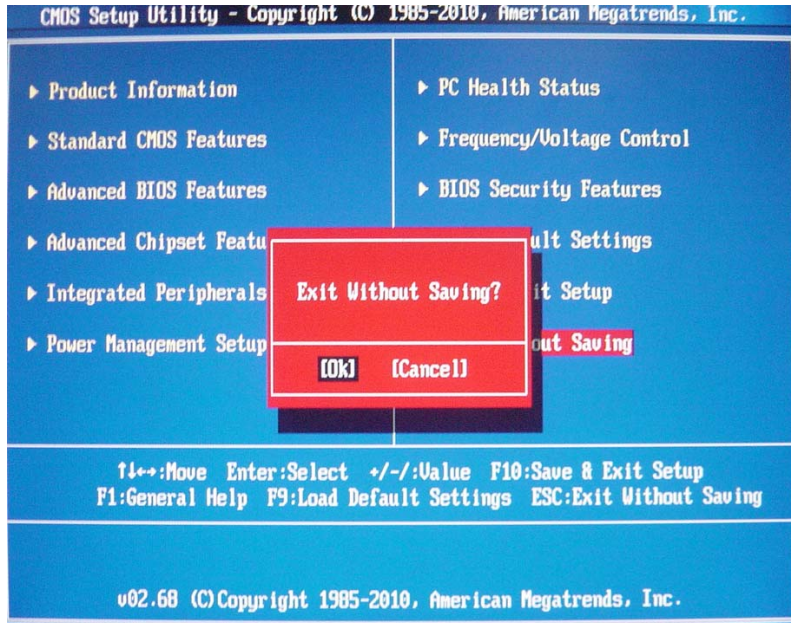 CMOS Setup Utility - Copyright (C) 1985-2010, American Megatrends, Inc.
Product Information
Standard CMOS Features
Advanced BIOS Features
Advanced Chipset Featu
Integrated Peripherals
Power Management Setup
PC Health Status
Frequency/Voltage Control
BIOS Security Features
ult Settings
it Setup
out Saving
Exit Without Saving?
[Ok] [Cancel]
↑↓←→:Move Enter:Select +/-/:Value F10:Save & Exit Setup
F1:General Help F9:Load Default Settings ESC:Exit Without Saving
v02.68 (C)Copyright 1985-2010, American Megatrends, Inc.